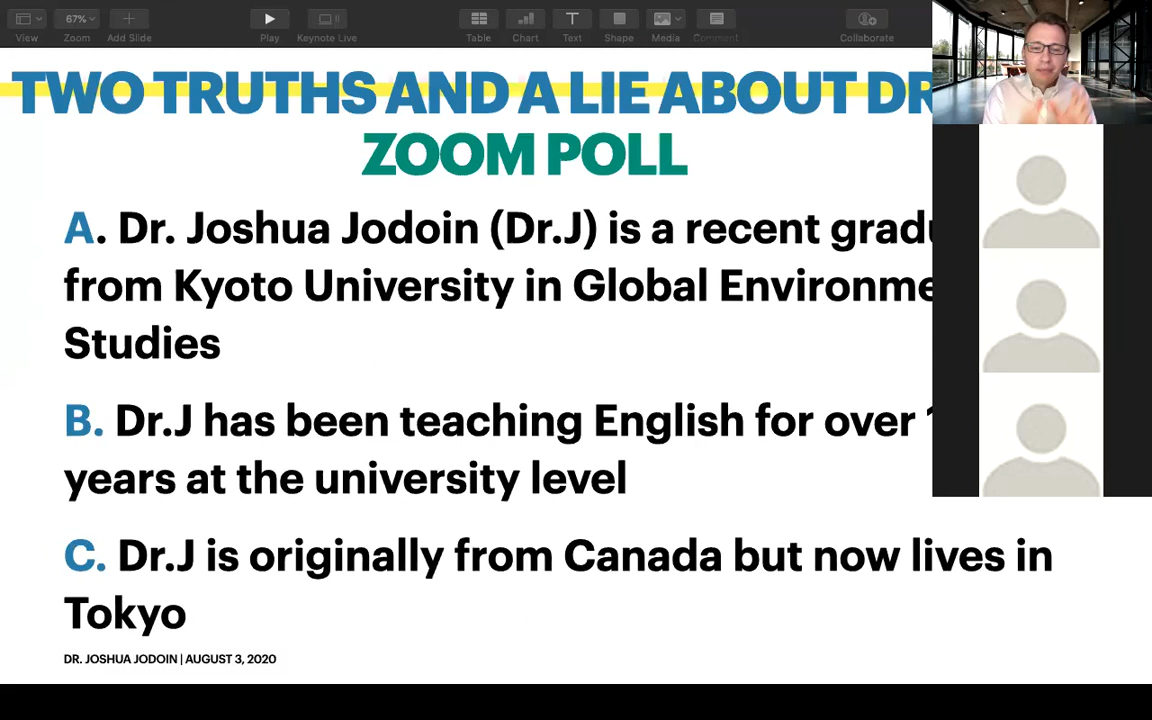 67%
View
Zoom
Add Slide
Play
Keynote Live
Table
Chart
Text
Shape
Media
Comment
Collaborate
TWO TRUTHS AND A LIE ABOUT DR
ZOOM POLL
A. Dr. Joshua Jodoin (Dr.J) is a recent
from Kyoto University in Global
Studies
B. Dr.J has been teaching English for over
years at the university level
C. Dr.J is originally from Canada but now lives in
Tokyo
DR. JOSHUA JODOIN | AUGUST 3, 2020